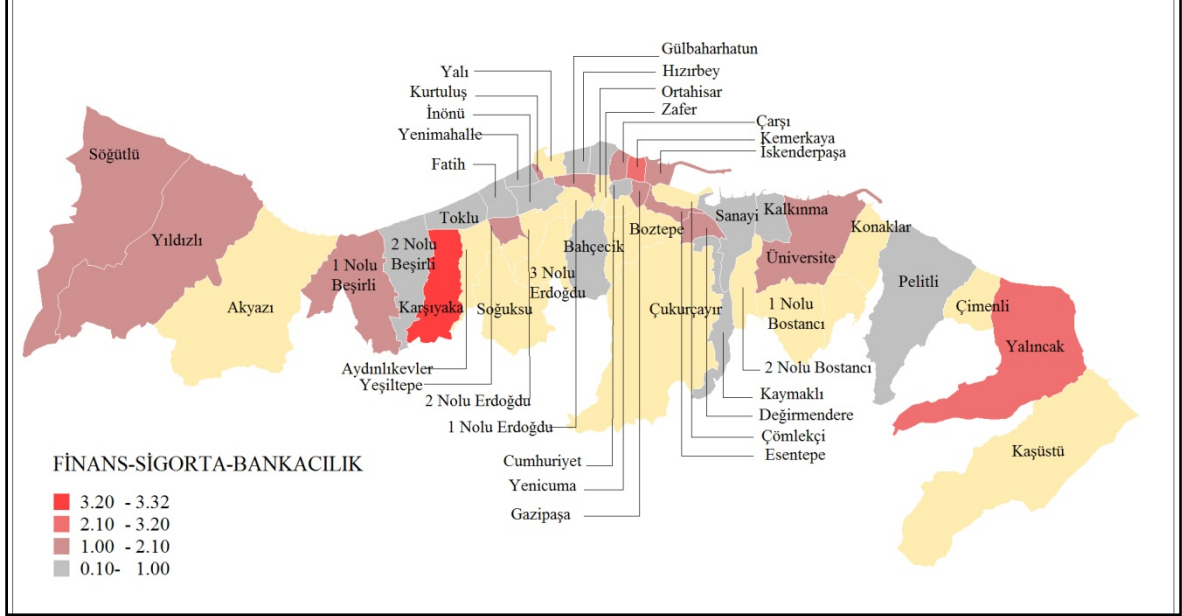 Gülbaharhatun
Yalı
Hızırbey
Kurtuluş
Ortahisar
İnönü
Zafer
Yenimahalle
Çarşı
Kemerkaya
İskenderpaşa
Fatih
Söğütlü
Yıldızlı
Akyazı
1 Nolu
Beşirli
2 Nolu
Beşirli
Toklu
Karşıyaka
Soğuksu
3 Nolu
Erdoğdu
Bahçecik
Boztepe
Çukurçayır
Sanayi
Kalkınma
Üniversite
Konaklar
1 Nolu
Bostancı
Pelitli
Çimenli
Yalıncak
Kaşüstü
Aydınlıkevler
Yeşiltepe
2 Nolu Erdoğdu
1 Nolu Erdoğdu
2 Nolu Bostancı
Kaymaklı
Değirmendere
Çömlekçi
Esentepe
Cumhuriyet
Yenicuma
Gazipaşa
FİNANS-SİGORTA-BANKACILIK
3.20 - 3.32
2.10 - 3.20
1.00 - 2.10
0.10- 1.00